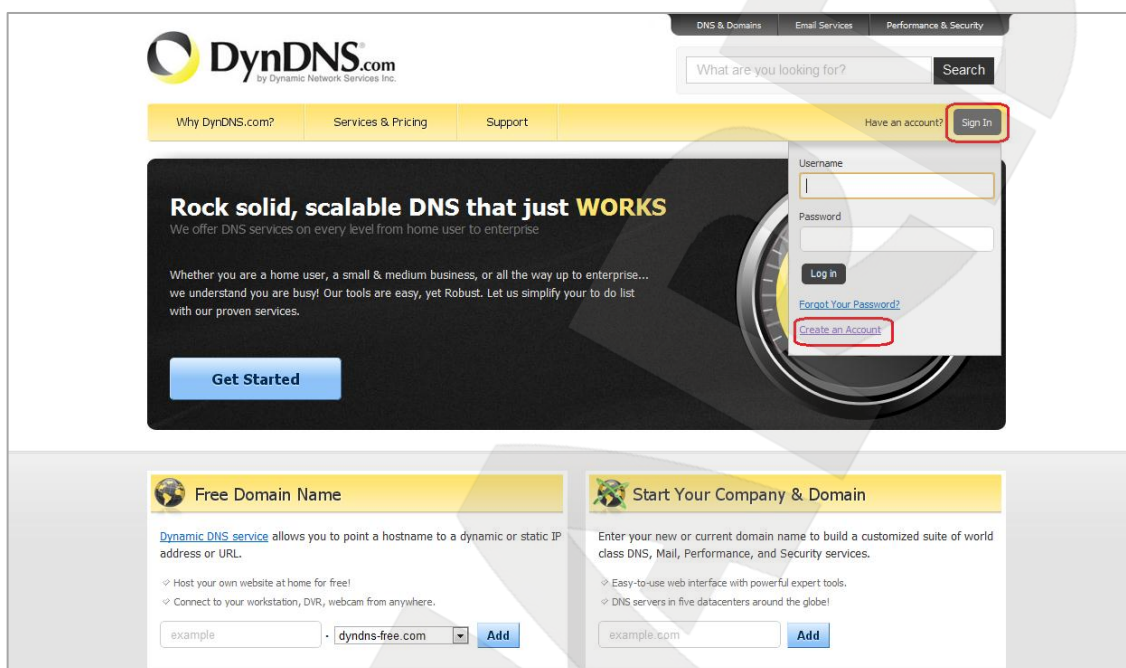 DNS & Domains Email Services Performance & Security
DynDNS.com
by Dynamic Network Services Inc.
What are you looking for? Search
Why DynDNS.com? Services & Pricing Support Have an account? Sign In
Username
Password
Log in
Forgot Your Password?
Create an Account
Rock solid, scalable DNS that just WORKS
We offer DNS services on every level from home user to enterprise
Whether you are a home user, a small & medium business, or all the way up to enterprise...
we understand you are busy! Our tools are easy, yet Robust. Let us simplify your to do list
with our proven services.
Get Started
Free Domain Name
Dynamic DNS service allows you to point a hostname to a dynamic or static IP
address or URL.
Host your own website at home for free!
Connect to your workstation, DVR, webcam from anywhere.
example . dyndns-free.com Add
Start Your Company & Domain
Enter your new or current domain name to build a customized suite of world
class DNS, Mail, Performance, and Security services.
Easy-to-use web interface with powerful expert tools.
DNS servers in five datacenters around the globe!
example.com Add